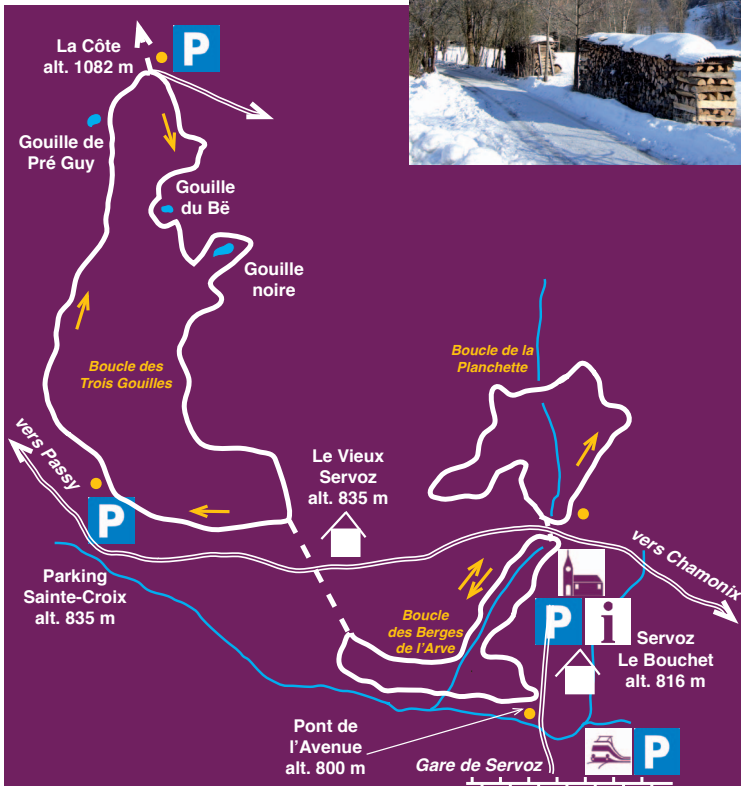 La Côte
alt. 1082 m
P
Gouille de
Pré Guy
Gouille
du Bë
Gouille
noire
Boucle des
Trois Gouilles
Boucle de la
Planchette
vers Passy
P
Le Vieux
Servoz
alt. 835 m
vers Chamonix
Parking
Sainte-Croix
alt. 835 m
Boucle
des Berges
de l'Arve
P
i
Servoz
Le Bouchet
alt. 816 m
Pont de
l'Avenue
alt. 800 m
Gare de Servoz
P